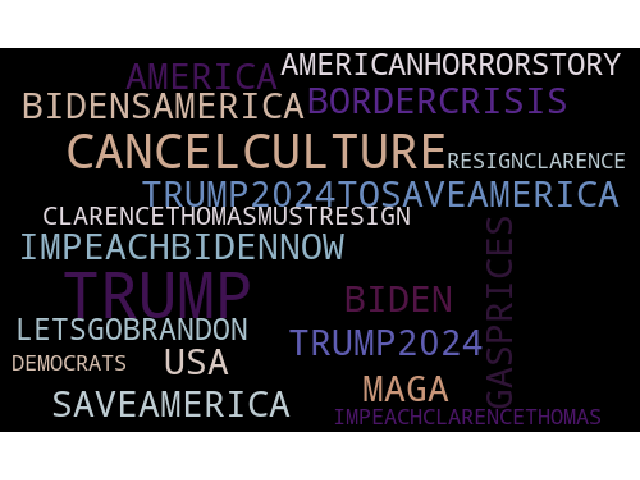 AMERICANHORRORSTORY
AMERICA
BIDENSAMERICA
BORDERCRISIS
CANCELCULTURE
RESIGNCLARENCE
TRUMP2024TOSAVEAMERICA
CLARENCETHOMASMUSTRESIGN
IMPEACHBIDENNOW
GASPRICES
TRUMP
BIDEN
LETSGOBRANDON
TRUMP2024
DEMOCRATS
USA
MAGA
SAVEAMERICA
IMPEACHCLARENCETHOMAS